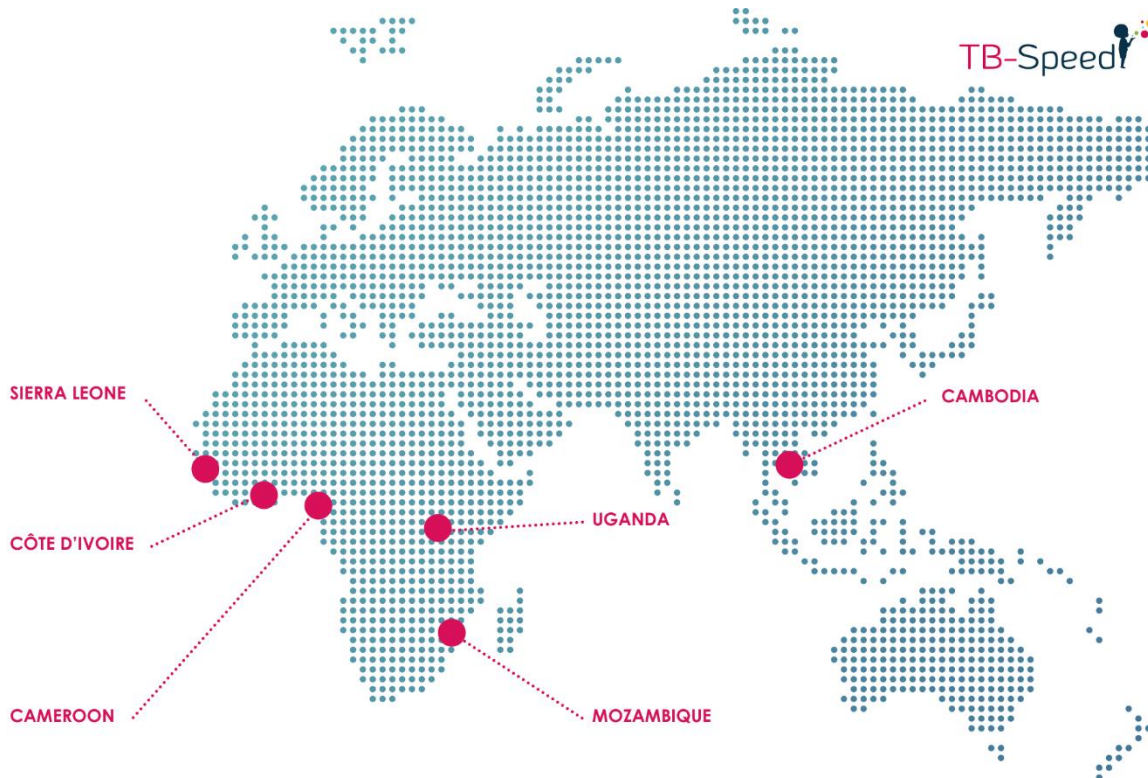 TB-Speed
SIERRA LEONE
CAMBODIA
UGANDA
CÔTE D'IVOIRE
CAMEROON
MOZAMBIQUE